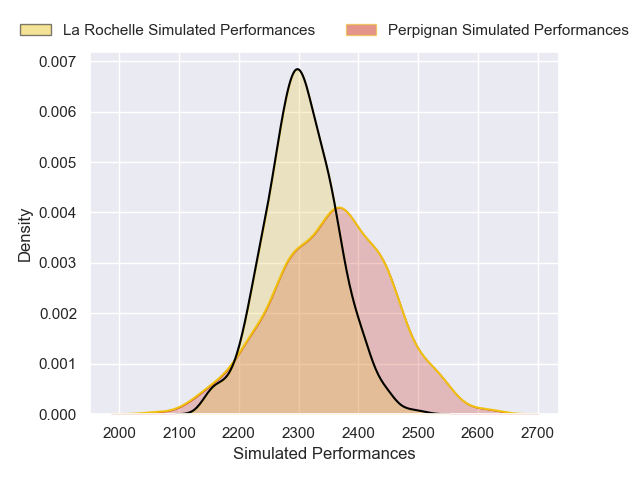 La Rochelle Simulated Performances
Perpignan Simulated Performances
0.007
0.006
0.005
0.004
0.003
0.002
0.001
0.000
Density
2000 2100 2200 2300 2400 2500 2600 2700
Simulated Performances